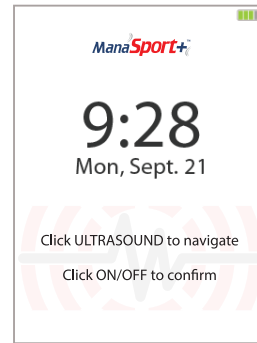 ManaSport+™
9:28
Mon, Sept. 21
Click ULTRASOUND to navigate
Click ON/OFF to confirm